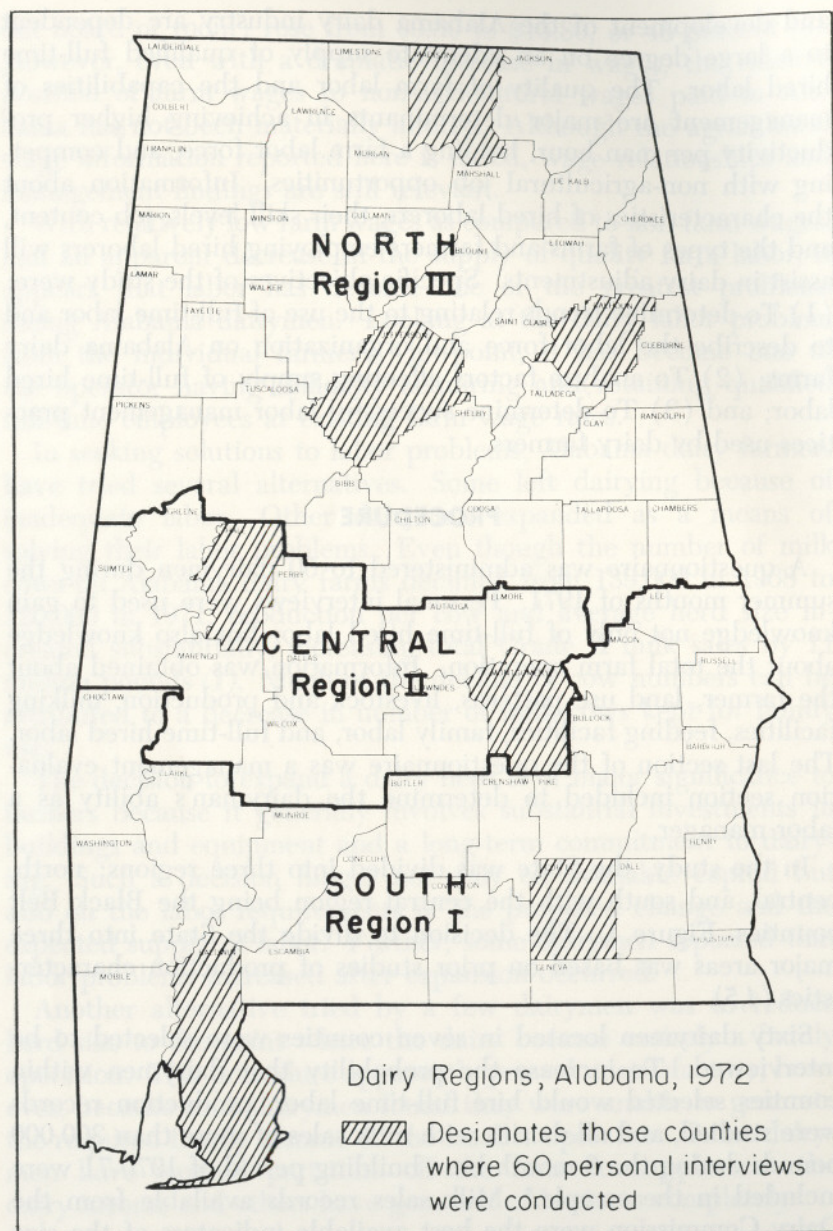 LAUDERDALE
LIMESTONE
JACKSON
COLBERT
LAWRENCE
FRANKLIN
MORGAN
MARSHALL
DE KALB
MARION
WINSTON
CULLMAN
CHEROKEE
ETOWAH
BLOUNT
NORTH
Region III
LAMAR
WALKER
FAYETTE
SAINT CLAIR
CLEBURNE
TUSCALOOSA
TALLADEGA
PICKENS
SHELBY
CLAY
RANDOLPH
BIBB
COOSA
GREENE
CHILTON
TALLAPOOSA
CHAMBERS
SUMTER
PERRY
AUTAUGA
ELMORE
LEE
MACON
MARENGO
DALLAS
RUSSELL
CENTRAL
Region II
LOWNDES
CHOCTAW
WILCOX
BULLOCK
BARBOUR
CLARKE
BUTLER
CRENSHAW
PIKE
MONROE
WASHINGTON
HENRY
CONECUH
DALE
SOUTH
COVINGTON
Region I
HOUSTON
ESCAMBIA
GENEVA
MOBILE
BALDWIN
Dairy Regions, Alabama, 1972
Designates those counties
where 60 personal interviews
were conducted